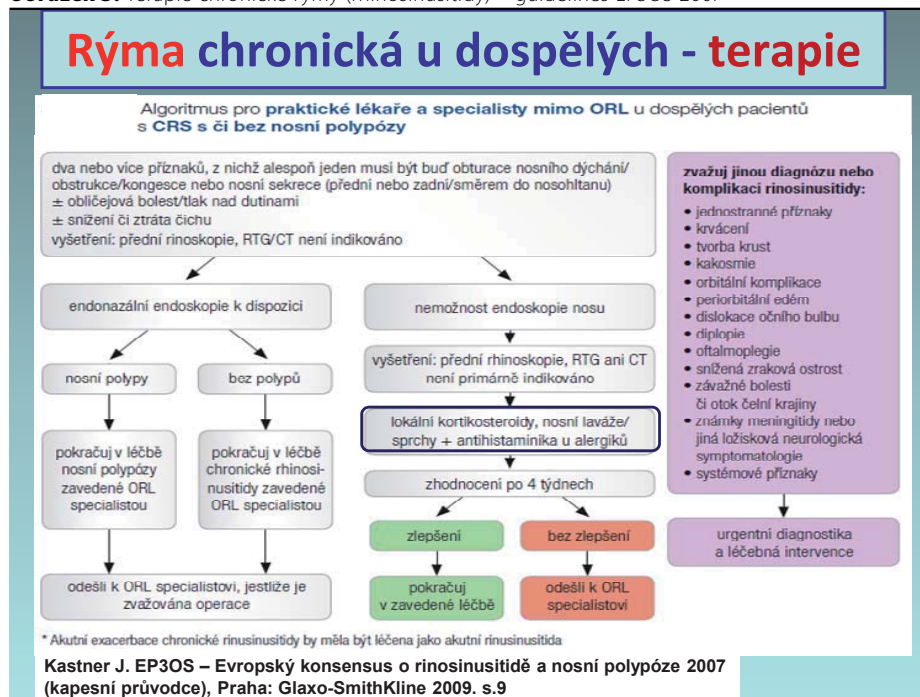 Rýma chronická u dospělých - terapie
Algoritmus pro praktické lékaře a specialisty mimo ORL u dospělých pacientů
s CRS s či bez nosní polypózy
dva nebo více příznaků, z nichž alespoň jeden musí být buď obturace nosního dýchání/
obstrukce/kongesce nebo nosní sekrece (přední nebo zadní/směrem do nosohltanu)
± obličejová bolest/tlak nad dutinami
± snížení či ztráta čichu
vyšetření: přední rinoskopie, RTG/CT není indikováno
endonazální endoskopie k dispozici
nosní polypy
bez polypů
pokračuj v léčbě
nosní polypózy
zavedené ORL
specialistou
pokračuj v léčbě
chronické rhinosi-
nusitidy zavedené
ORL specialistou
odešli k ORL specialistovi, jestliže je
zvažována operace
nemožnost endoskopie nosu
vyšetření: přední rhinoskopie, RTG ani CT
není primárně indikováno
lokální kortikosteroidy, nosní laváže/
sprchy + antihistaminika u alergiků
zhodnocení po 4 týdnech
zlepšení
bez zlepšení
pokračuj
v zavedené léčbě
odešli k ORL
specialistovi
zvažuj jinou diagnózu nebo
komplikaci rinosinusitidy:
• jednostranné příznaky
• krvácení
• tvorba krust
• kakosmie
• orbitální komplikace
• periorbitální edém
• dislokace očního bulbu
• diplopie
• oftalmoplegie
• snížená zraková ostrost
• závažné bolesti
či otok čelní krajiny
• známky meningitidy nebo
jiná ložisková neurologická
symptomatologie
• systémové příznaky
urgentní diagnostika
a léčebná intervence
* Akutní exacerbace chronické rinusinusitidy by měla být léčena jako akutní rinusinusitida
Kastner J. EP3OS – Evropský konsensus o rinosinusitidě a nosní polypóze 2007
(kapesní průvodce), Praha: Glaxo-SmithKline 2009. s.9